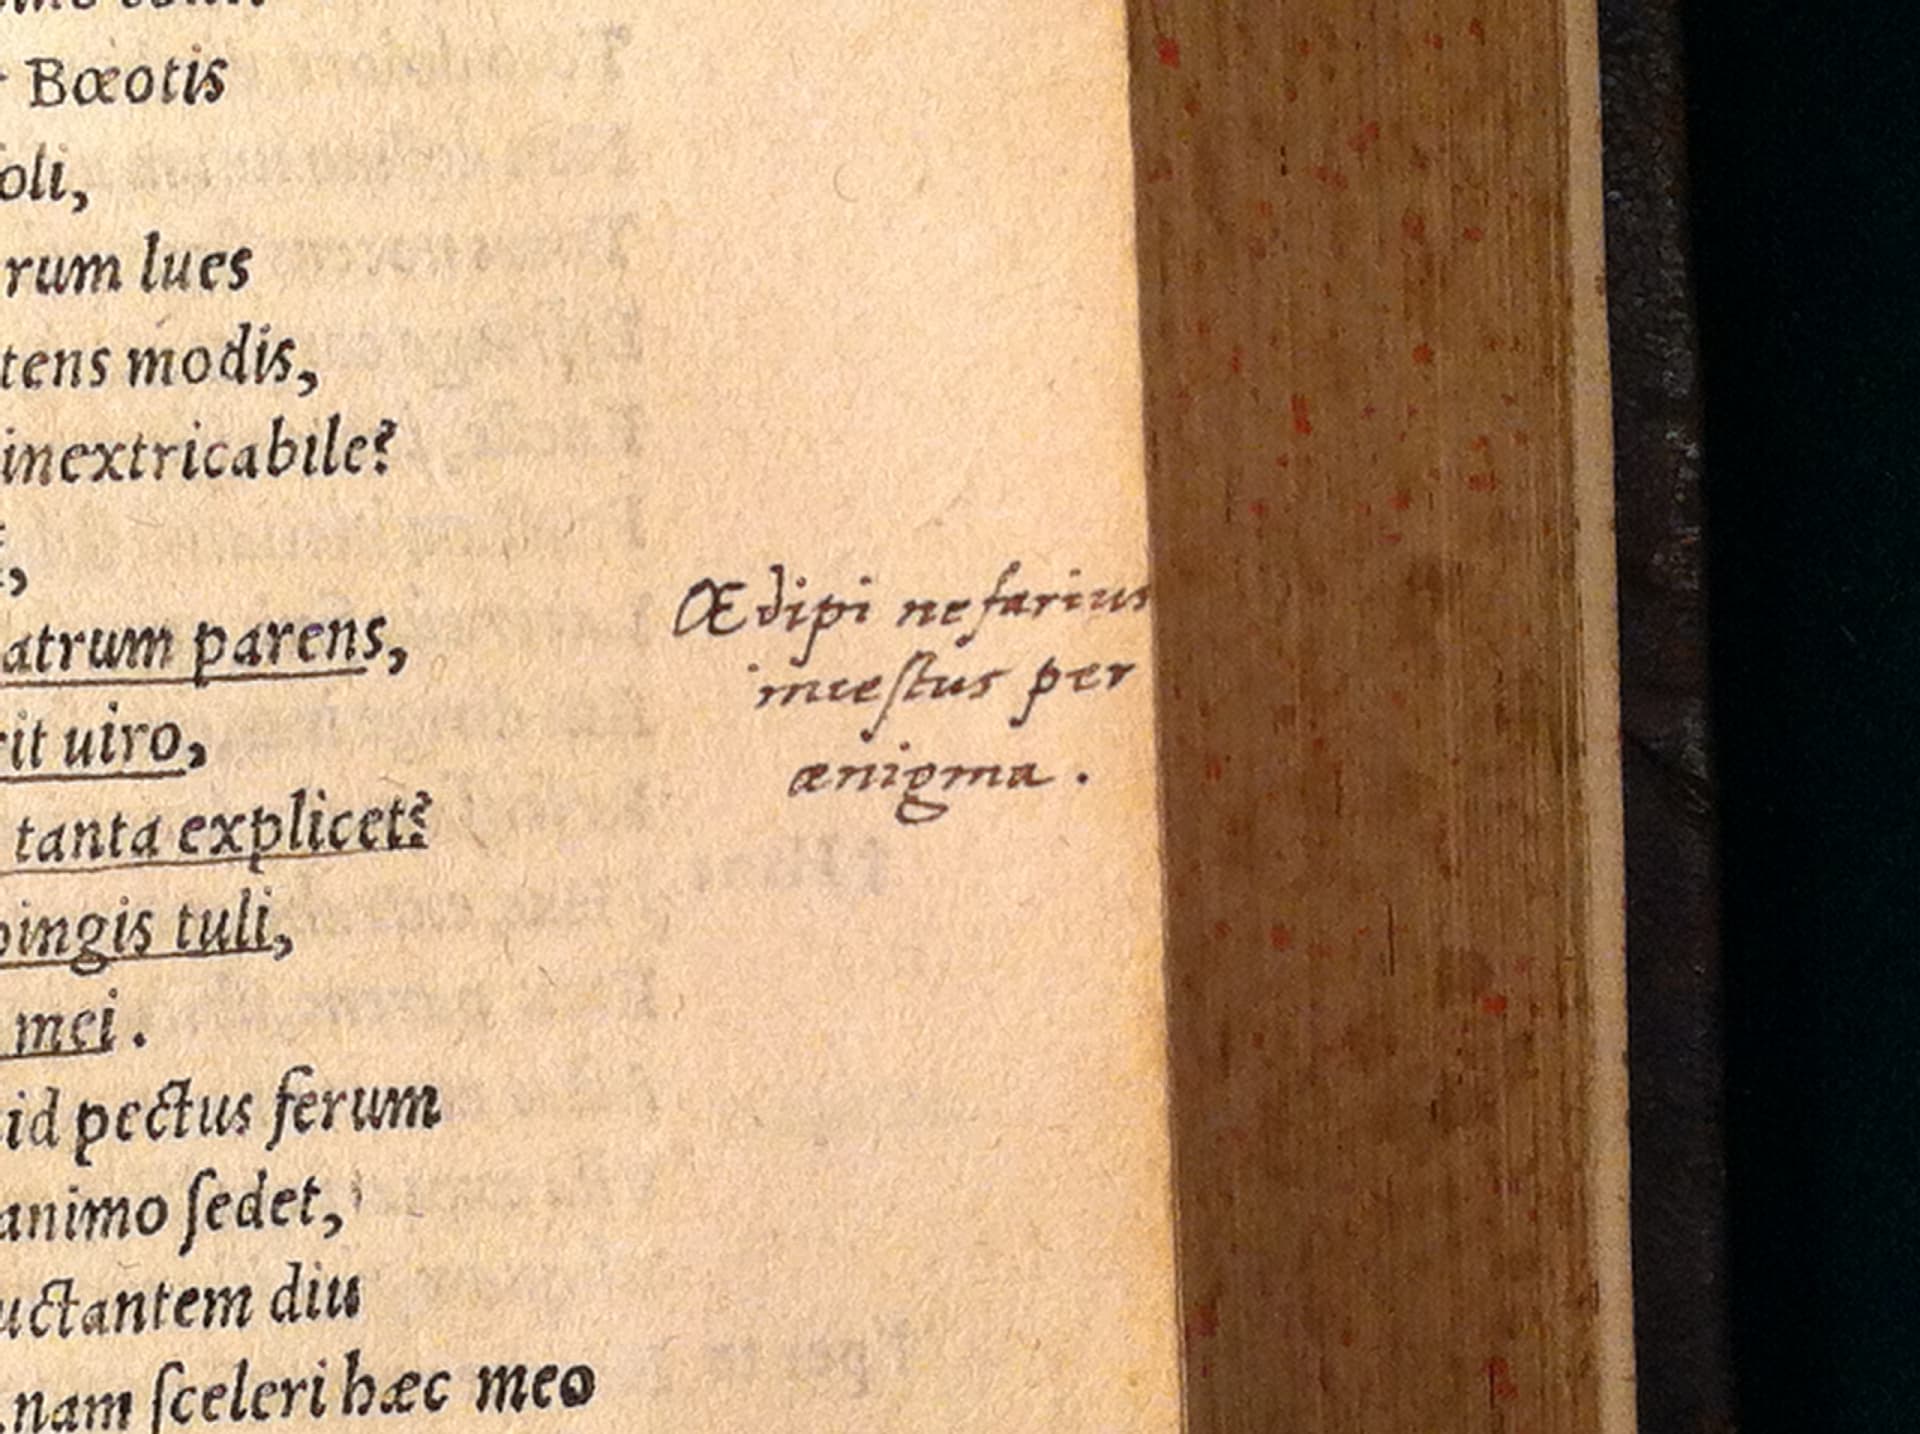 Bœotis
oli,
rum lues
tens modis,
inextricabile?
atrum parens,
Œdipi nefarius
incestus per
ænigma .
rit uiro,
tanta explicet?
pingis tuli,
mei .
id pectus ferum
animo ſedet,
uctantem diu
nam ſceleri hæc meo